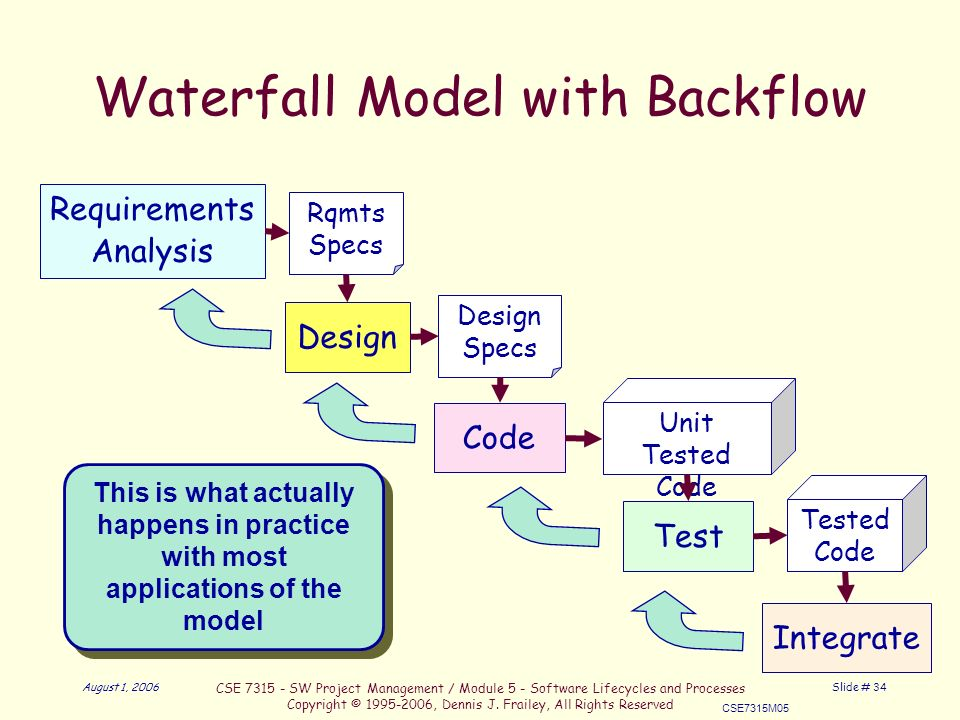 Waterfall Model with Backflow
Requirements
Analysis
Rqmts
Specs
Design
Design
Specs
Code
Unit
Tested
Code
Test
Tested
Code
Integrate
This is what actually
happens in practice
with most
applications of the
model
August 1, 2006
CSE 7315 - SW Project Management / Module 5 - Software Lifecycles and Processes
Copyright © 1995-2006, Dennis J. Frailey, All Rights Reserved
Slide # 34
CSE7315M05